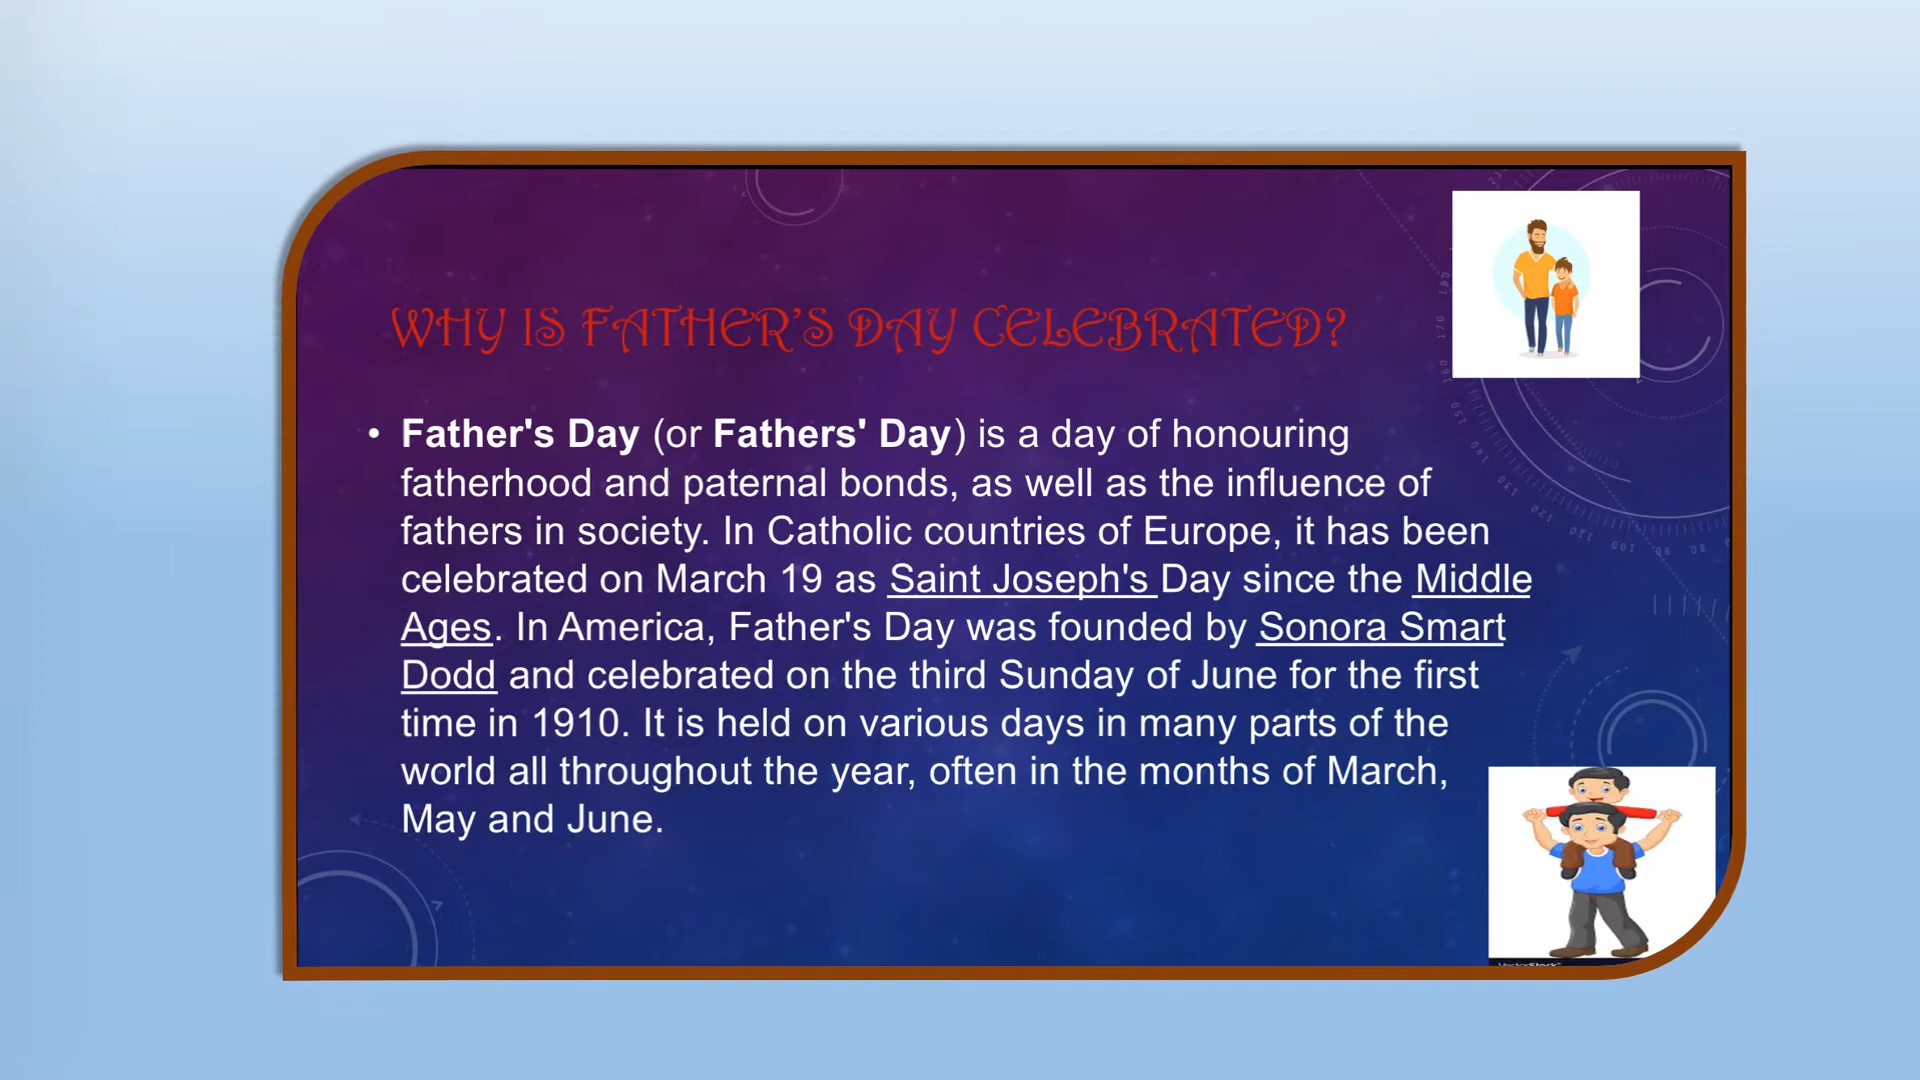 WHY IS FATHER'S DAY CELEBRATED?
• Father's Day (or Fathers' Day) is a day of honouring
fatherhood and paternal bonds, as well as the influence of
fathers in society. In Catholic countries of Europe, it has been
celebrated on March 19 as Saint Joseph's Day since the Middle
Ages. In America, Father's Day was founded by Sonora Smart
Dodd and celebrated on the third Sunday of June for the first
time in 1910. It is held on various days in many parts of the
world all throughout the year, often in the months of March,
May and June.